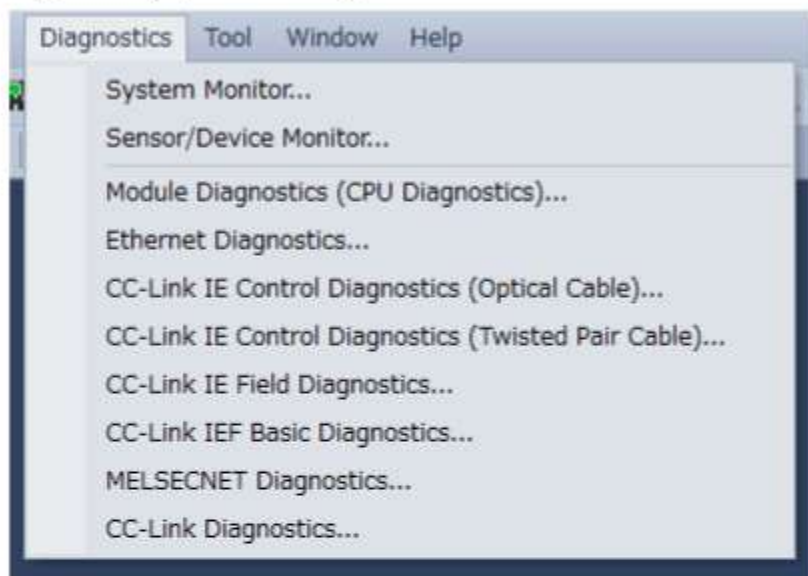 Diagnostics Tool Window Help
System Monitor...
Sensor/Device Monitor...
Module Diagnostics (CPU Diagnostics)...
Ethernet Diagnostics...
CC-Link IE Control Diagnostics (Optical Cable)...
CC-Link IE Control Diagnostics (Twisted Pair Cable)...
CC-Link IE Field Diagnostics...
CC-Link IEF Basic Diagnostics...
MELSECNET Diagnostics...
CC-Link Diagnostics...